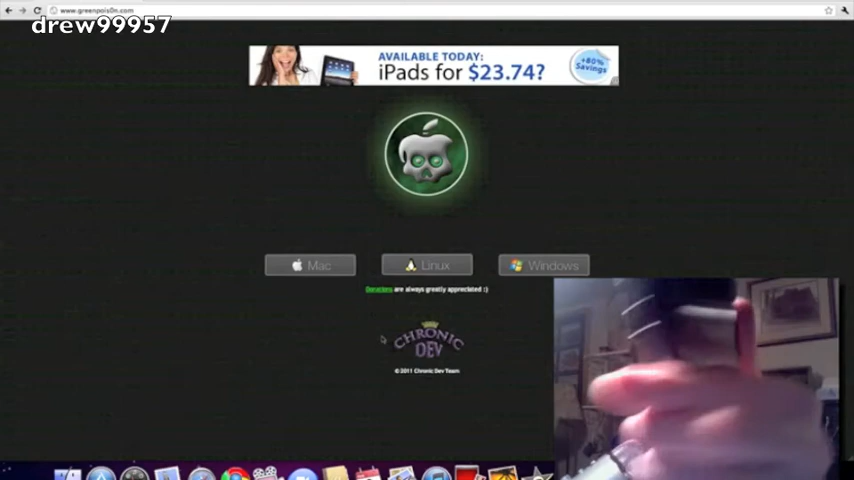 www.greenpois0n.com
drew99957
AVAILABLE TODAY:
iPads for $23.74?
+80%
Savings
Mac
Linux
Windows
Donations are always greatly appreciated :)
CHRONIC
DEV
© 2011 Chronic Dev Team